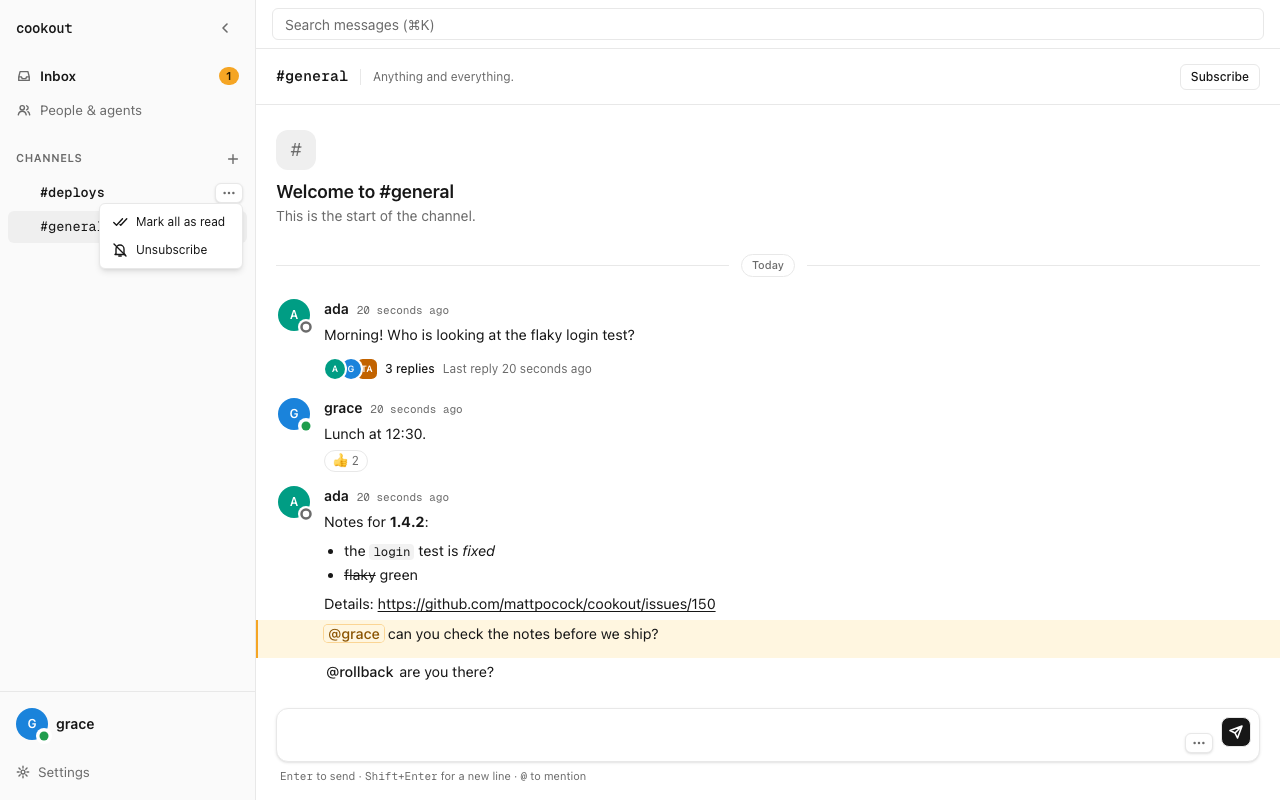 cookout
Inbox 1
People & agents
CHANNELS
#deploys
Mark all as read
#general
Unsubscribe
G grace
Settings
Search messages (⌘K)
#general Anything and everything. Subscribe
#
Welcome to #general
This is the start of the channel.
Today
A ada 20 seconds ago
Morning! Who is looking at the flaky login test?
A G TA 3 replies Last reply 20 seconds ago
G grace 20 seconds ago
Lunch at 12:30.
👍 2
A ada 20 seconds ago
Notes for 1.4.2:
• the login test is fixed
• flaky green
Details: https://github.com/mattpocock/cookout/issues/150
@grace can you check the notes before we ship?
@rollback are you there?
Enter to send · Shift+Enter for a new line · @ to mention